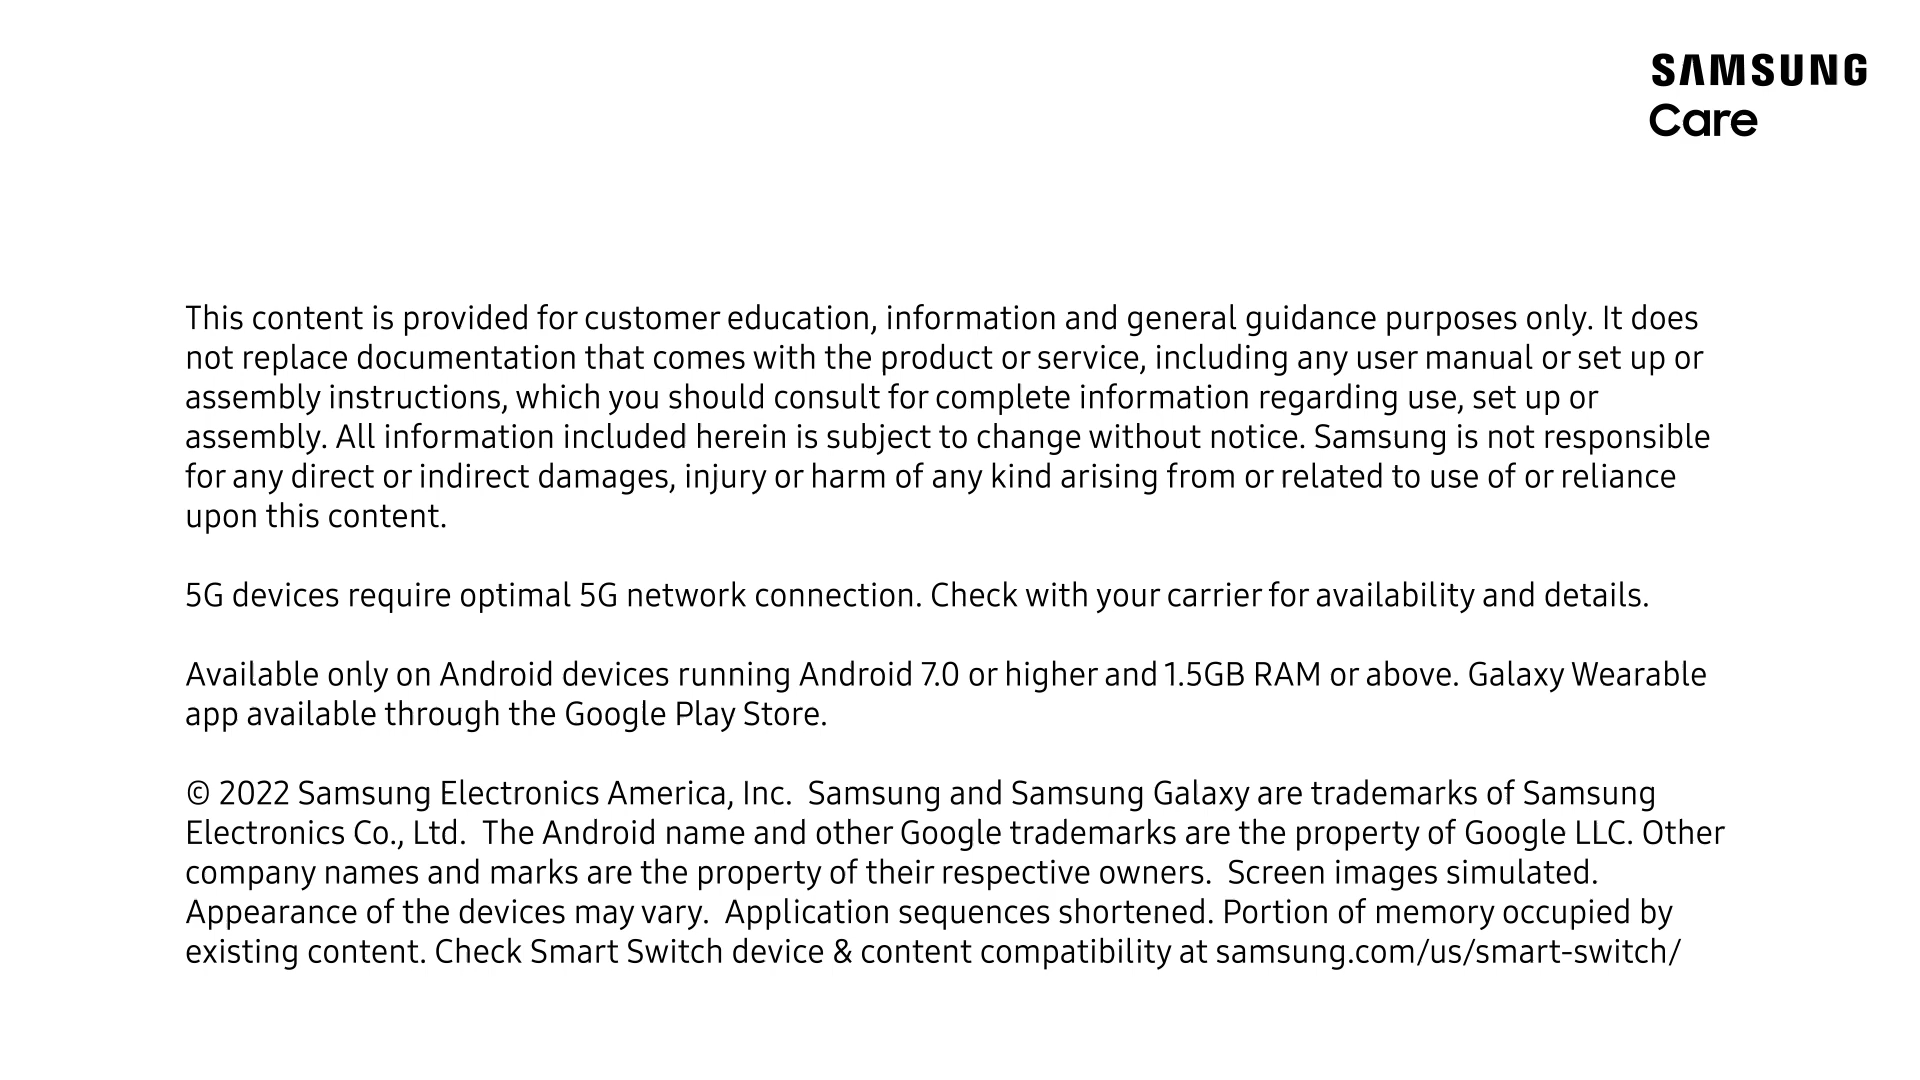 SAMSUNG
Care
This content is provided for customer education, information and general guidance purposes only. It does
not replace documentation that comes with the product or service, including any user manual or set up or
assembly instructions, which you should consult for complete information regarding use, set up or
assembly. All information included herein is subject to change without notice. Samsung is not responsible
for any direct or indirect damages, injury or harm of any kind arising from or related to use of or reliance
upon this content.
5G devices require optimal 5G network connection. Check with your carrier for availability and details.
Available only on Android devices running Android 7.0 or higher and 1.5GB RAM or above. Galaxy Wearable
app available through the Google Play Store.
© 2022 Samsung Electronics America, Inc.  Samsung and Samsung Galaxy are trademarks of Samsung
Electronics Co., Ltd.  The Android name and other Google trademarks are the property of Google LLC. Other
company names and marks are the property of their respective owners.  Screen images simulated.
Appearance of the devices may vary.  Application sequences shortened. Portion of memory occupied by
existing content. Check Smart Switch device & content compatibility at samsung.com/us/smart-switch/